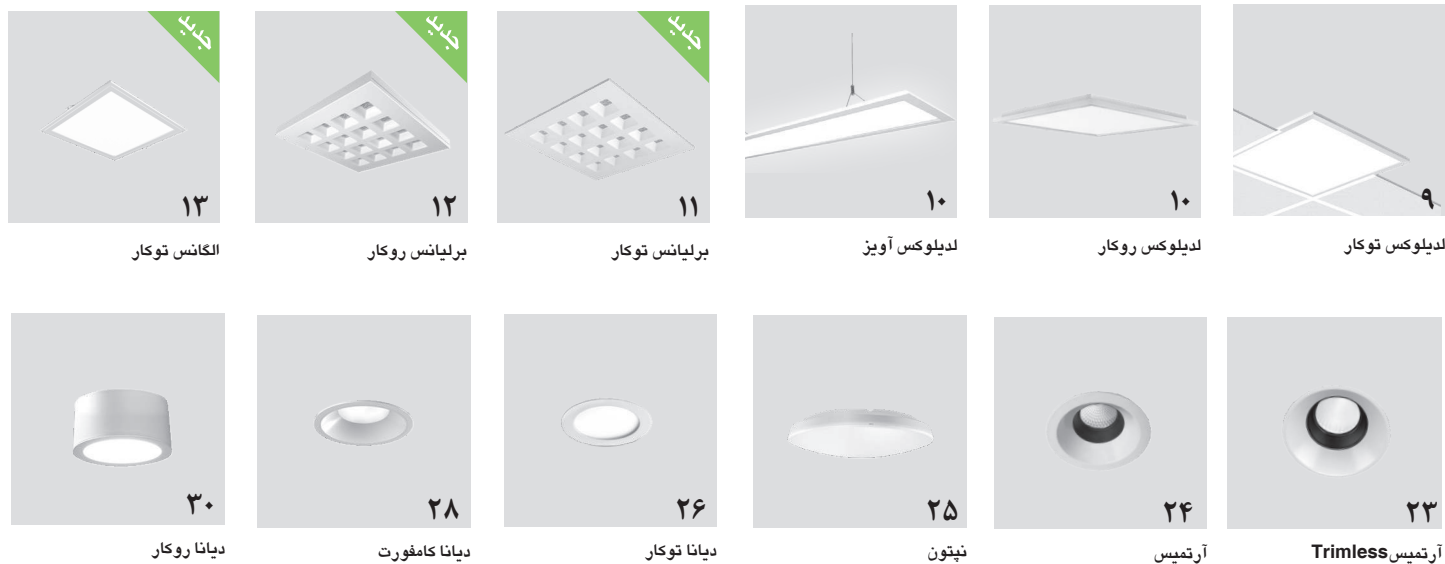 ۹
لدیلوکس توکار
۱۰
لدیلوکس روکار
۱۰
لدیلوکس آویز
جدید
۱۱
برلیانس توکار
جدید
۱۲
برلیانس روکار
جدید
۱۳
الگانس توکار
۲۳
آرتمیسTrimless
۲۴
آرتمیس
۲۵
نپتون
۲۶
دیانا توکار
۲۸
دیانا کامفورت
۳۰
دیانا روکار